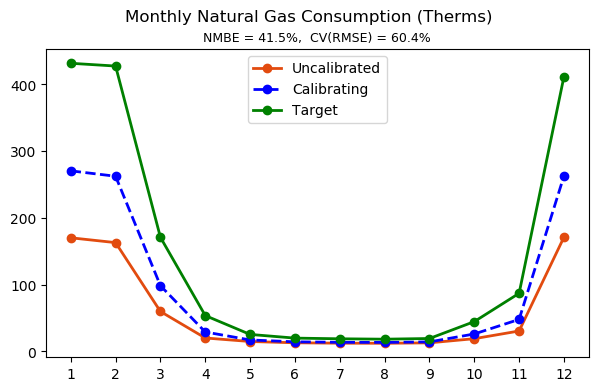 Monthly Natural Gas Consumption (Therms)
NMBE = 41.5%,  CV(RMSE) = 60.4%
Uncalibrated
Calibrating
Target
400
300
200
100
0
1 2 3 4 5 6 7 8 9 10 11 12